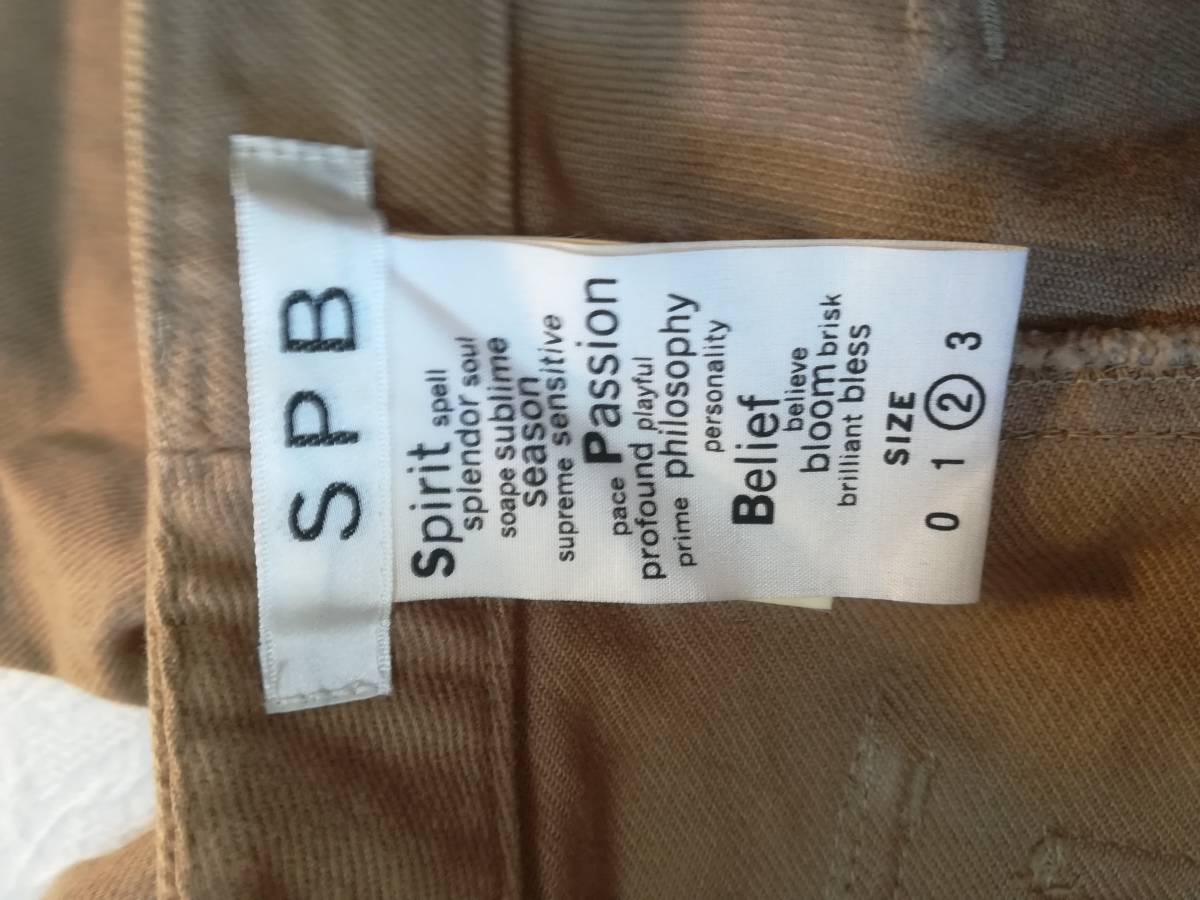 S P B
Spirit spell
splendor soul
soape sublime
season
supreme sensitive
pace Passion
profound playful
prime philosophy
personality
Belief
believe
bloom brisk
brilliant bless
SIZE
0 1 2 3